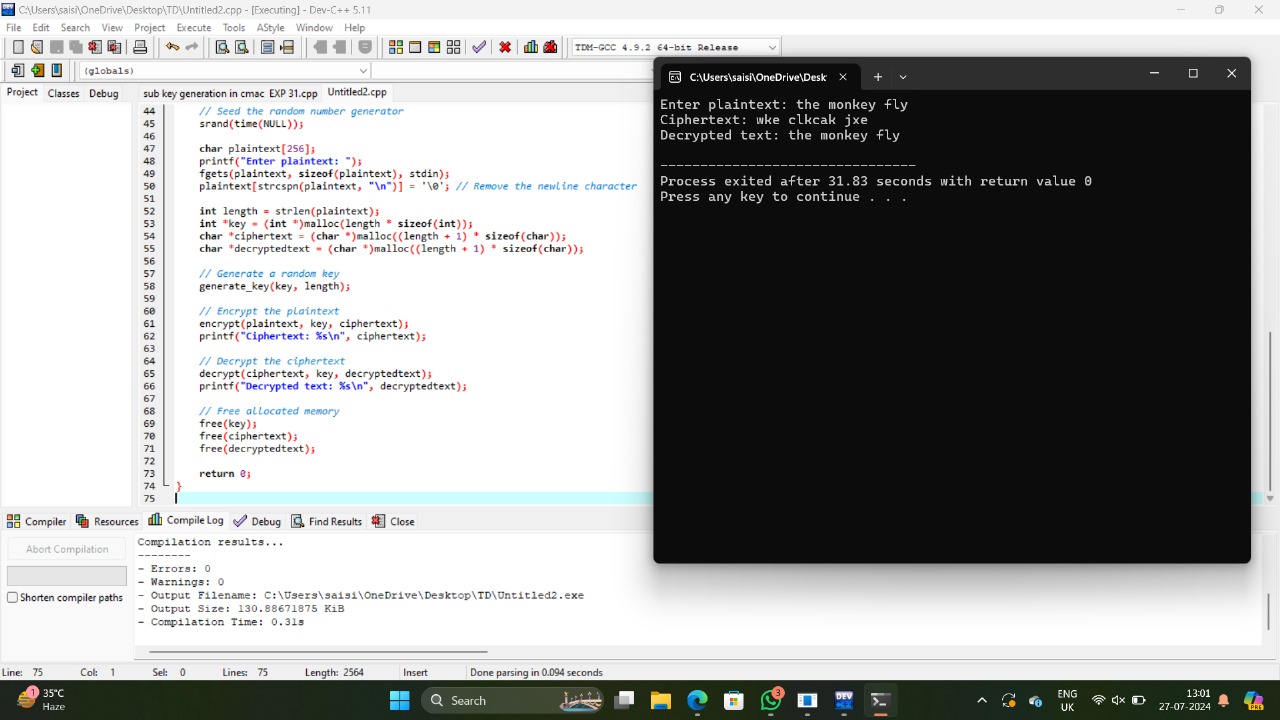 C:\Users\saisi\OneDrive\Desktop\TD\Untitled2.cpp - [Executing] - Dev-C++ 5.11
File Edit Search View Project Execute Tools AStyle Window Help
TDM-GCC 4.9.2 64-bit Release
(globals)
Project Classes Debug
sub key generation in cmac EXP 31.cpp Untitled2.cpp
44 // Seed the random number generator
45 srand(time(NULL));
46
47 char plaintext[256];
48 printf("Enter plaintext: ");
49 fgets(plaintext, sizeof(plaintext), stdin);
50 plaintext[strcspn(plaintext, "\n")] = '\0'; // Remove the newline character
51
52 int length = strlen(plaintext);
53 int *key = (int *)malloc(length * sizeof(int));
54 char *ciphertext = (char *)malloc((length + 1) * sizeof(char));
55 char *decryptedtext = (char *)malloc((length + 1) * sizeof(char));
56
57 // Generate a random key
58 generate_key(key, length);
59
60 // Encrypt the plaintext
61 encrypt(plaintext, key, ciphertext);
62 printf("Ciphertext: %s\n", ciphertext);
63
64 // Decrypt the ciphertext
65 decrypt(ciphertext, key, decryptedtext);
66 printf("Decrypted text: %s\n", decryptedtext);
67
68 // Free allocated memory
69 free(key);
70 free(ciphertext);
71 free(decryptedtext);
72
73 return 0;
74 }
75
C:\Users\saisi\OneDrive\Desk
Enter plaintext: the monkey fly
Ciphertext: wke clkcak jxe
Decrypted text: the monkey fly
--------------------------------
Process exited after 31.83 seconds with return value 0
Press any key to continue . . .
Compiler Resources Compile Log Debug Find Results Close
Abort Compilation
Shorten compiler paths
Compilation results...
--------
- Errors: 0
- Warnings: 0
- Output Filename: C:\Users\saisi\OneDrive\Desktop\TD\Untitled2.exe
- Output Size: 130.88671875 KiB
- Compilation Time: 0.31s
Line: 75 Col: 1 Sel: 0 Lines: 75 Length: 2564 Insert Done parsing in 0.094 seconds
1
35°C
Haze
Search
3
DEV
PRE
ENG
UK
13:01
27-07-2024